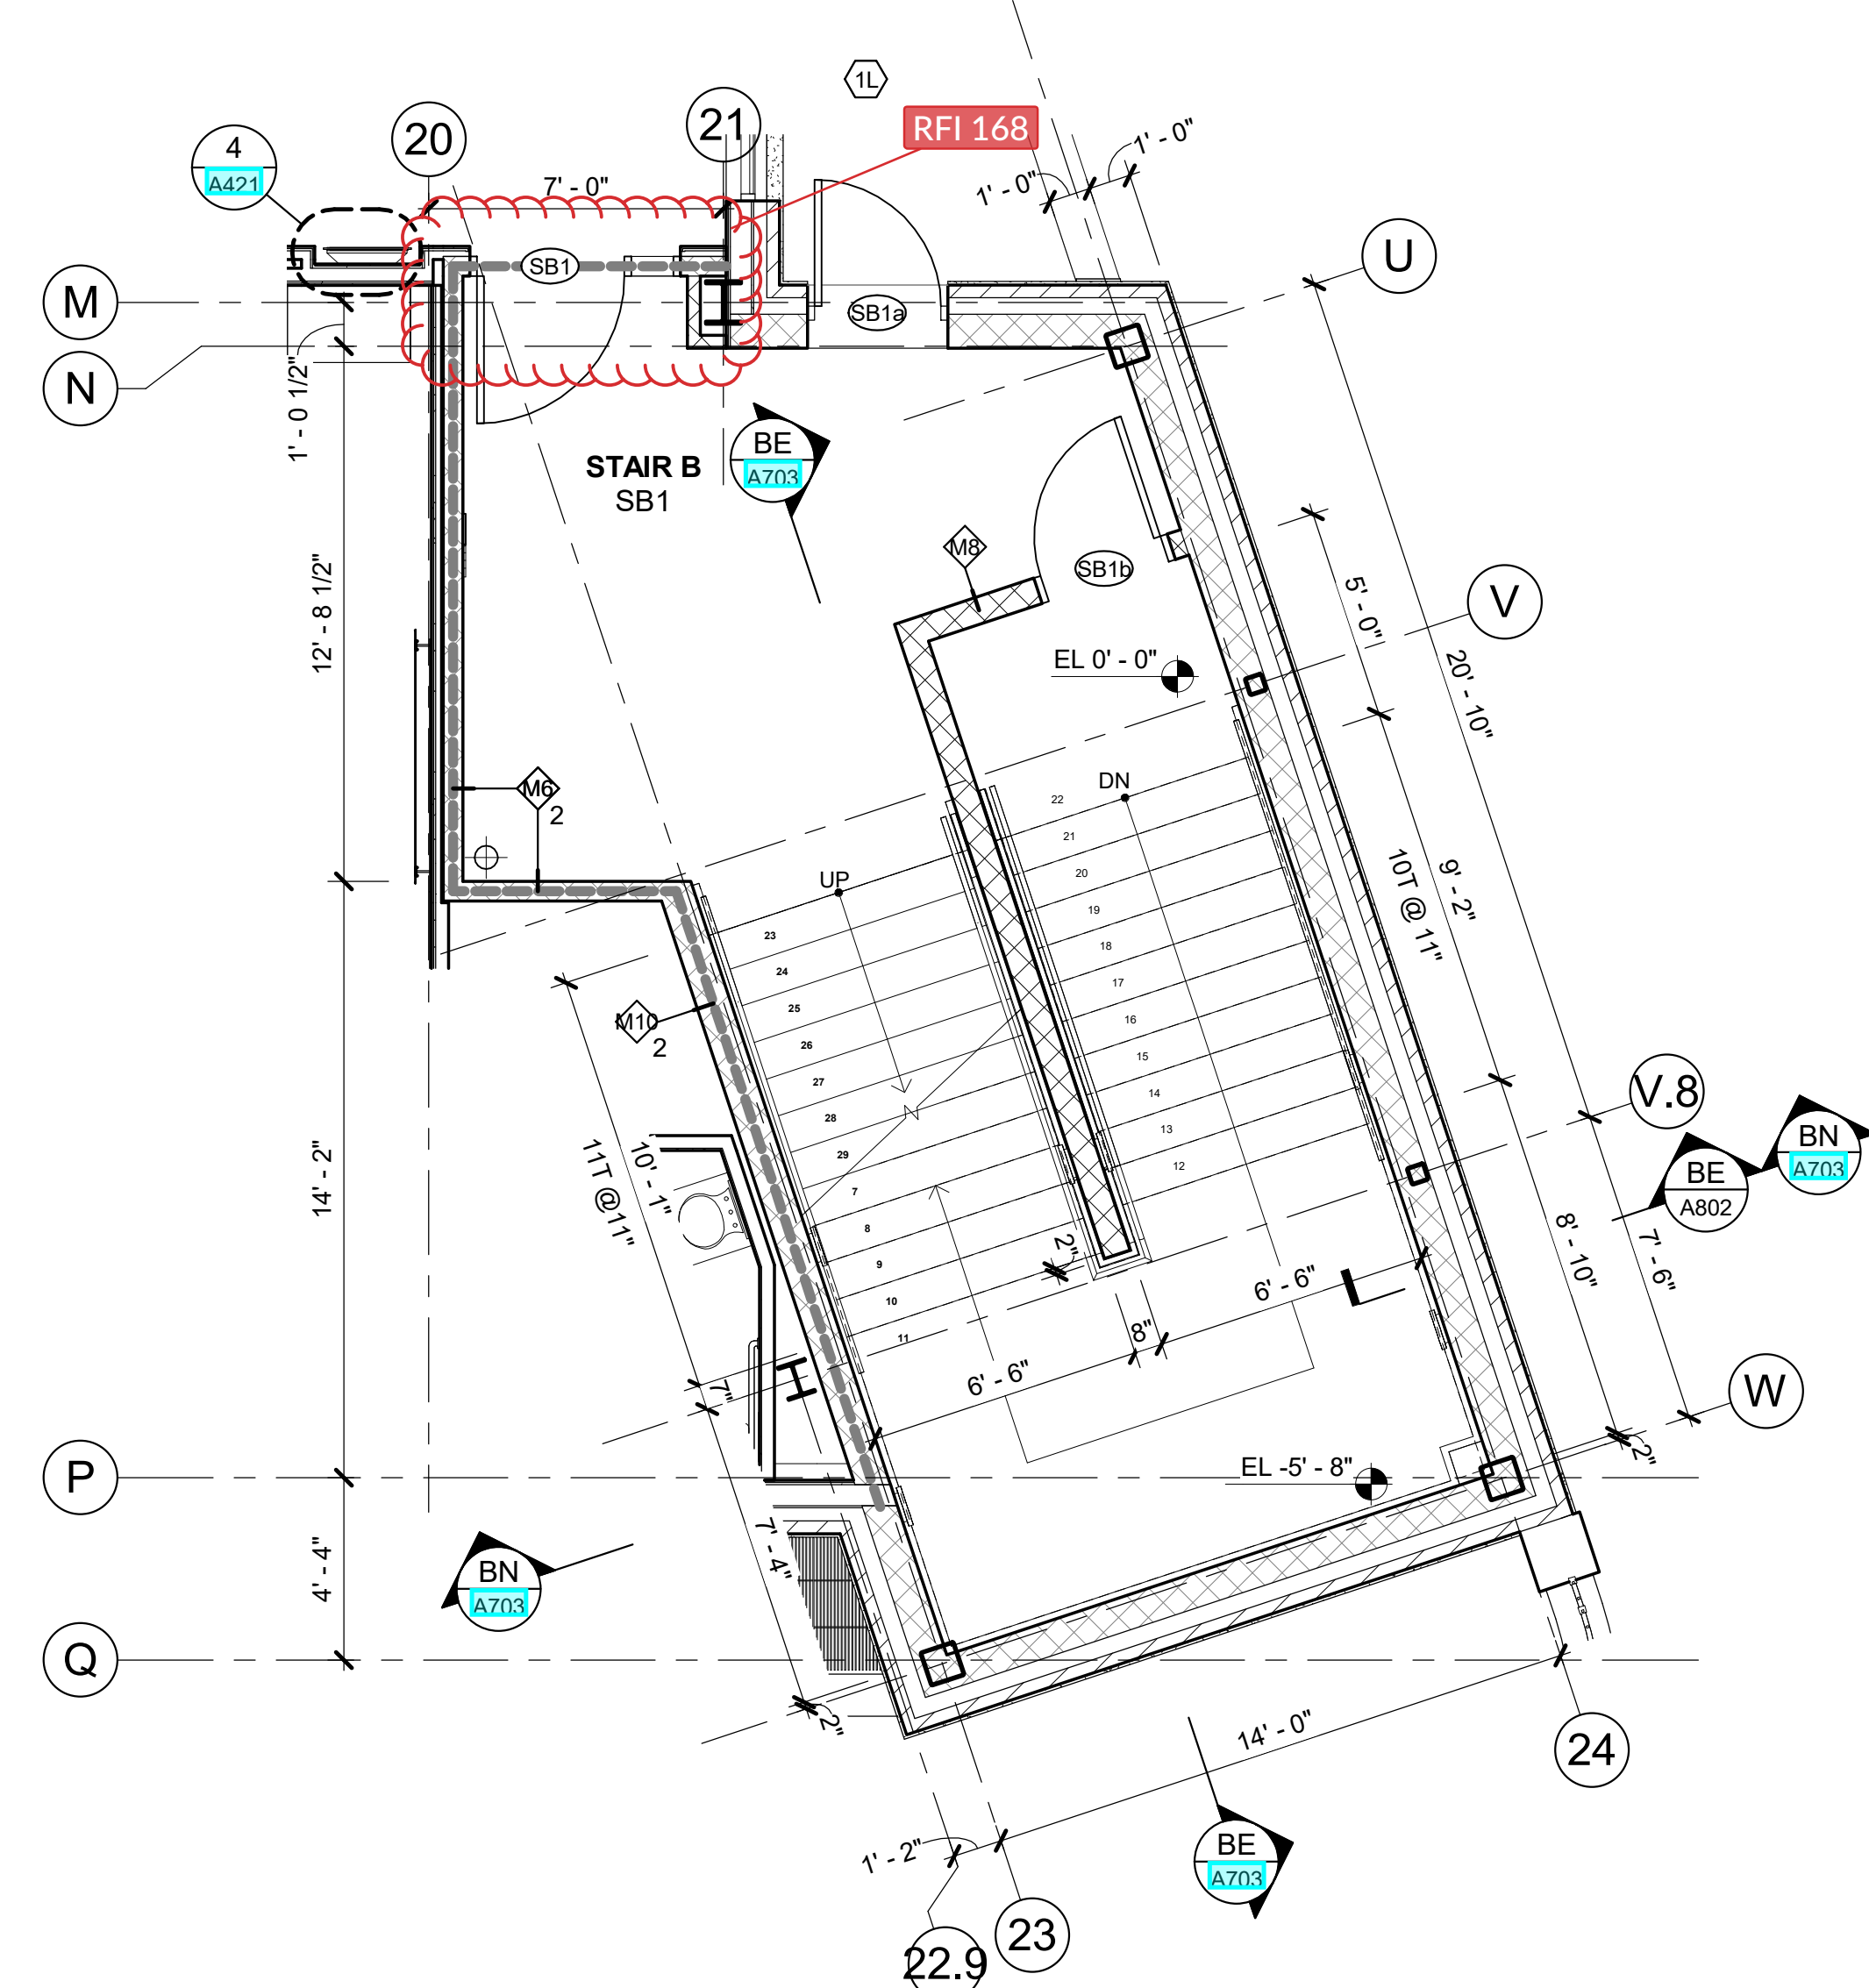 1L
RFI 168
4
A421
20
21
7' - 0"
1' - 0"
1' - 0"
U
SB1
M
SB1a
N
1' - 0 1/2"
STAIR B
SB1
BE
A703
M8
SB1b
V
5' - 0"
12' - 8 1/2"
EL 0' - 0"
20' - 10"
M6
2
DN
UP
22
21
20
19
18
17
16
15
14
13
12
10T @ 11"
9' - 2"
23
24
25
26
27
28
29
7
8
9
10
11
M10
2
V.8
BN
A703
BE
A802
14' - 2"
11T @11"
10' - 1"
2"
6' - 6"
8"
6' - 6"
8' - 10"
7' - 6"
7"
W
2"
P
EL -5' - 8"
4' - 4"
BN
A703
7' - 4"
Q
2"
14' - 0"
24
1' - 2"
BE
A703
23
22.9